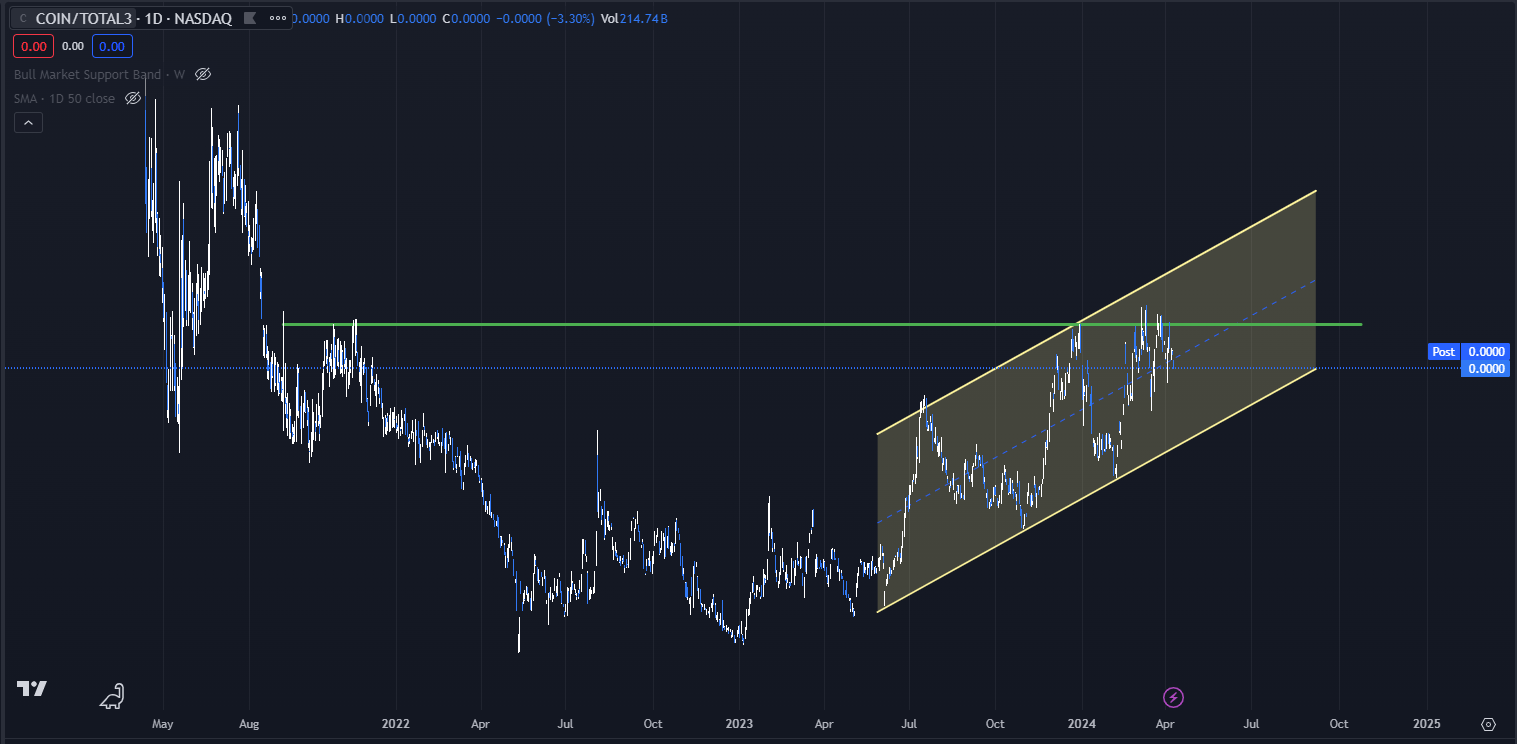 C COIN/TOTAL3 · 1D · NASDAQ 0.0000 H0.0000 L0.0000 C0.0000 −0.0000 (−3.30%) Vol214.74B
0.00 0.00 0.00
Bull Market Support Band · W
SMA · 1D 50 close
Post 0.0000
0.0000
May Aug 2022 Apr Jul Oct 2023 Apr Jul Oct 2024 Apr Jul Oct 2025